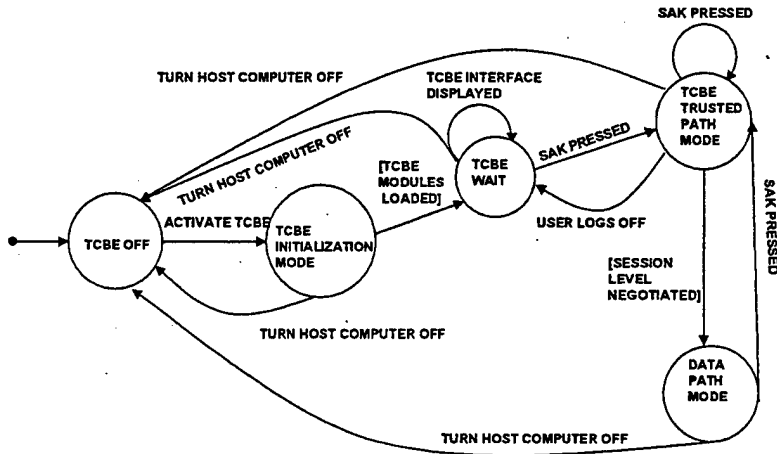 SAK PRESSED
TURN HOST COMPUTER OFF
TCBE INTERFACE
DISPLAYED
TCBE
TRUSTED
PATH
MODE
TURN HOST COMPUTER OFF
SAK PRESSED
TCBE
WAIT
[TCBE
MODULES
LOADED]
SAK PRESSED
USER LOGS OFF
ACTIVATE TCBE
TCBE OFF
TCBE
INITIALIZATION
MODE
[SESSION
LEVEL
NEGOTIATED]
TURN HOST COMPUTER OFF
DATA
PATH
MODE
TURN HOST COMPUTER OFF